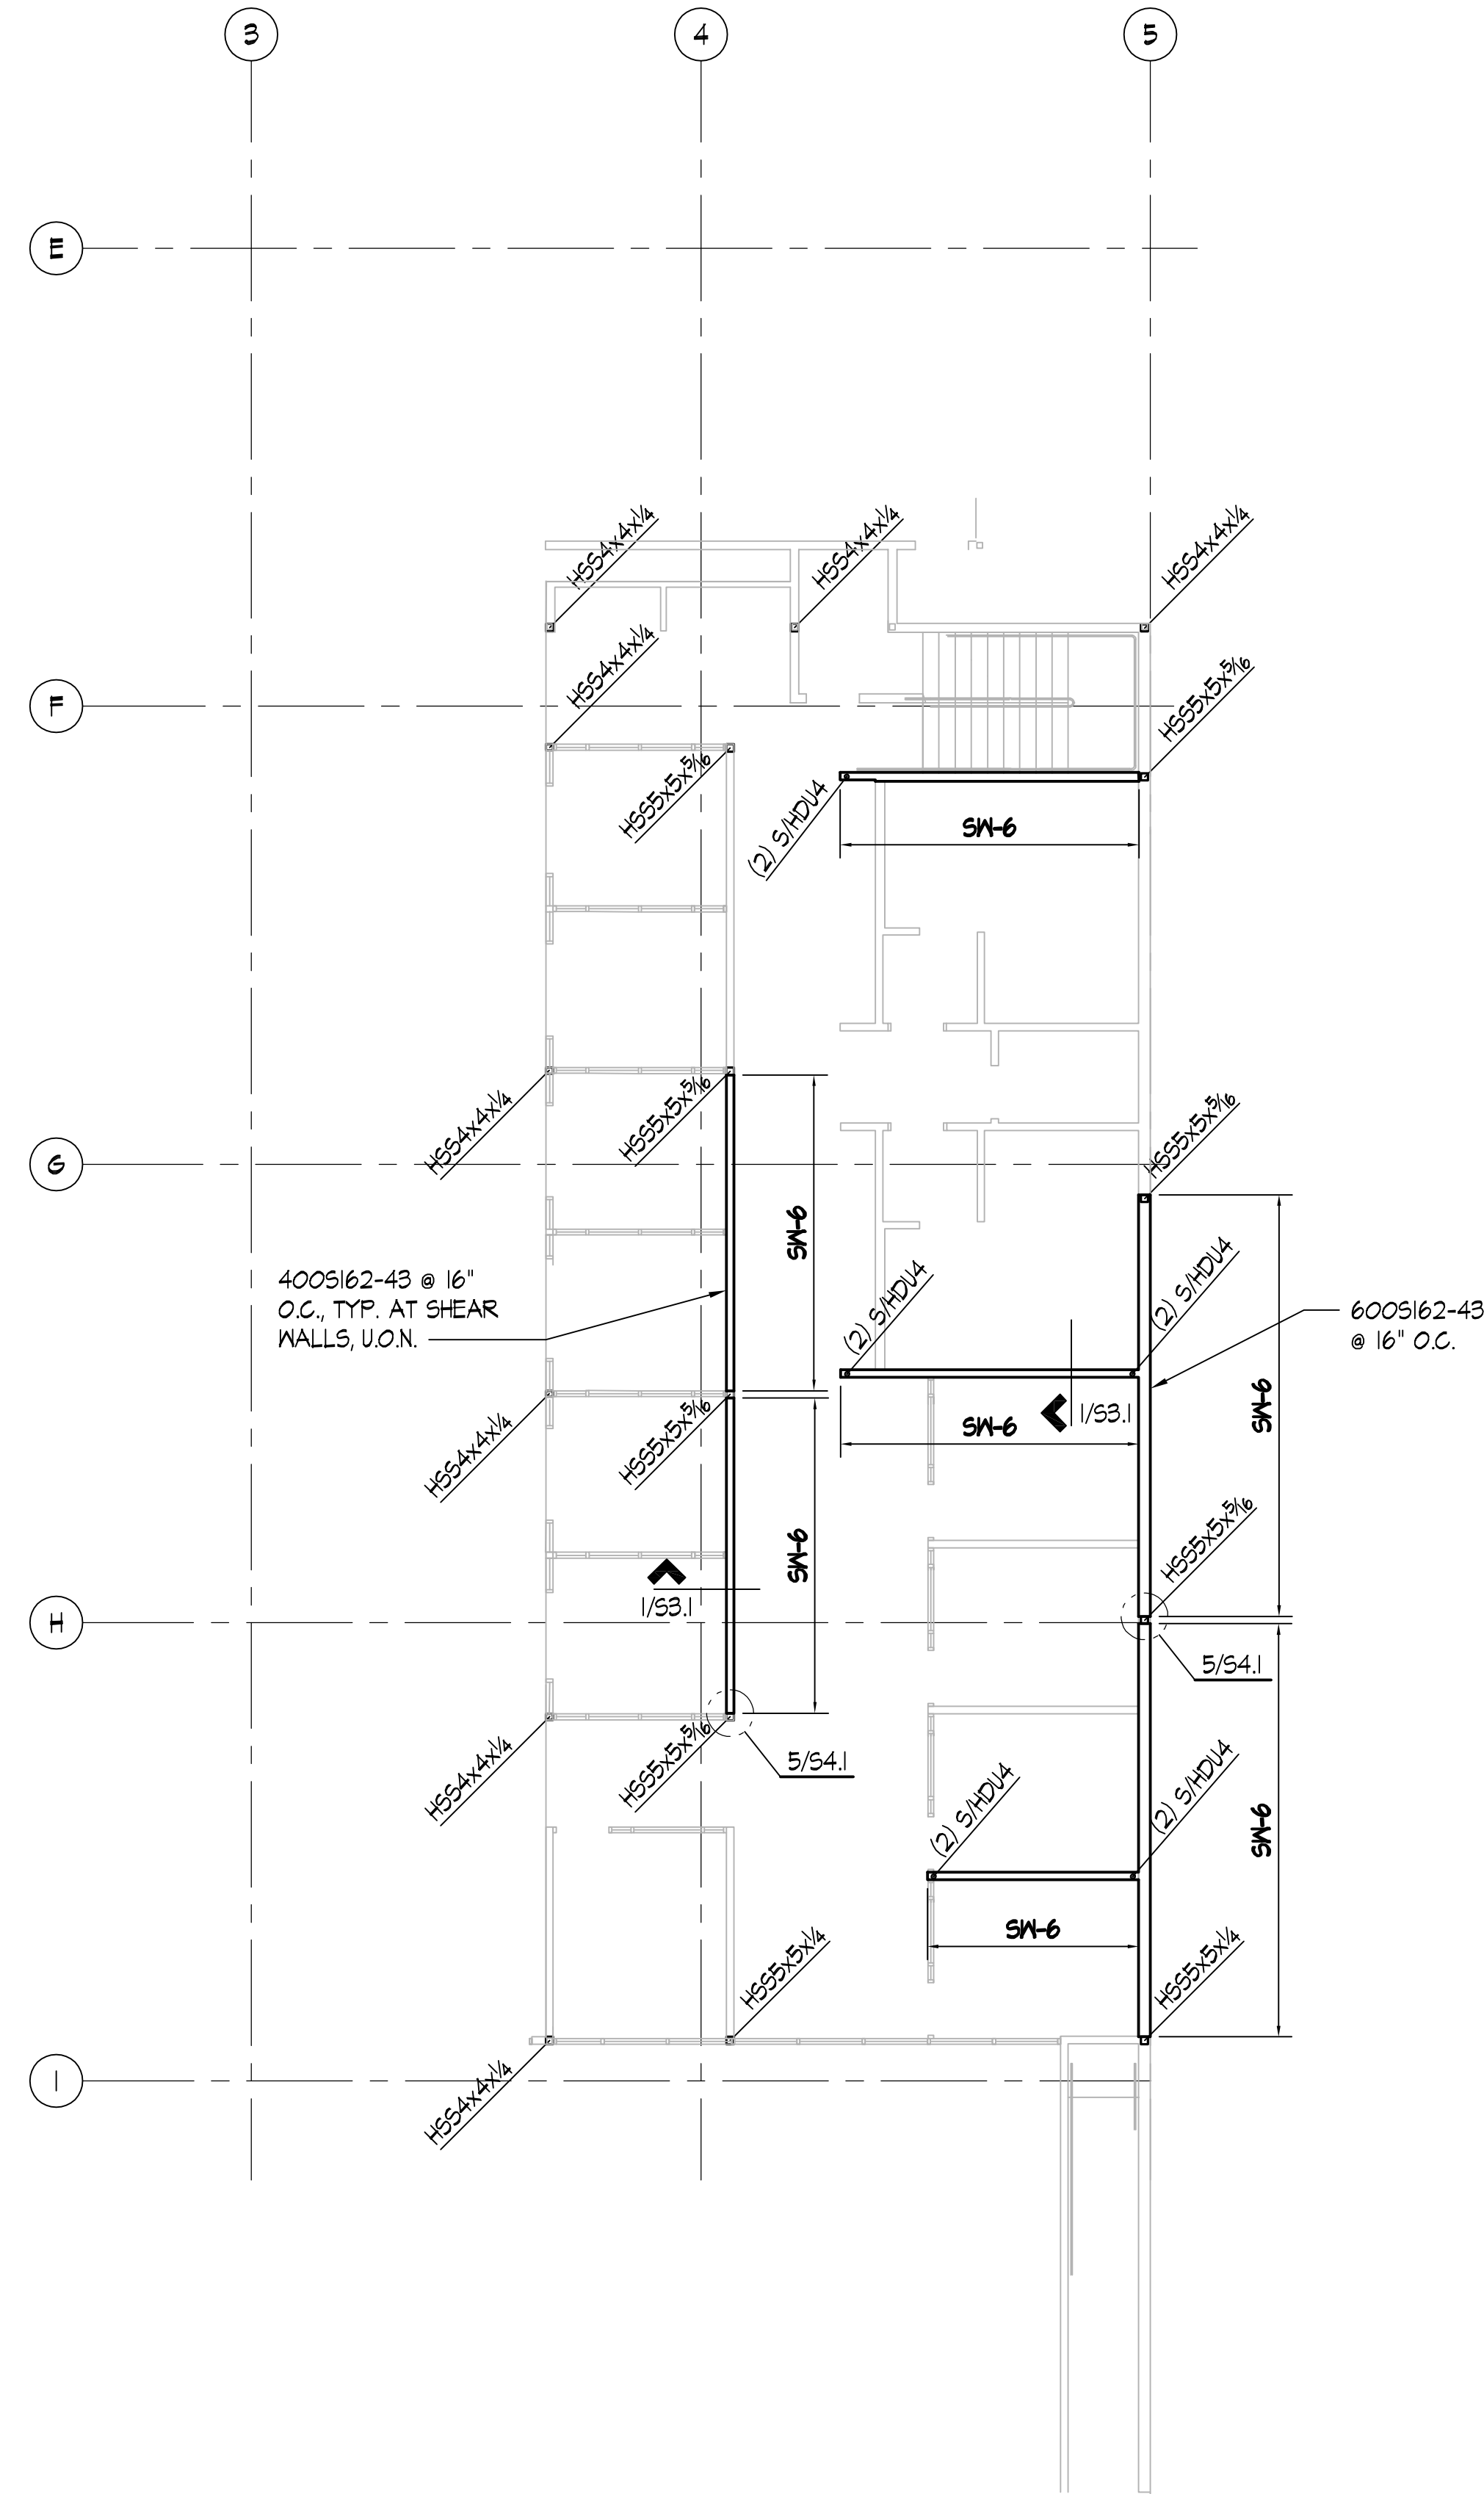 3
4
5
E
HSS4x4x1/4
HSS4x4x1/4
HSS4x4x1/4
HSS4x4x1/4
HSS5x5x5/16
F
HSS5x5x5/16
(2) S/HDU4
SW-6
HSS4x4x1/4
HSS5x5x5/16
HSS5x5x5/16
G
SW-6
400S162-43 @ 16"
O.C., TYP. AT SHEAR
WALLS, U.O.N.
(2) S/HDU4
(2) S/HDU4
600S162-43
@ 16" O.C.
SW-6
SW-6
1/S3.1
HSS4x4x1/4
HSS5x5x5/16
SW-6
HSS5x5x5/16
1/S3.1
H
5/S4.1
HSS4x4x1/4
HSS5x5x5/16
5/S4.1
(2) S/HDU4
(2) S/HDU4
SW-6
SW-6
HSS5x5x1/4
HSS5x5x1/4
I
HSS4x4x1/4